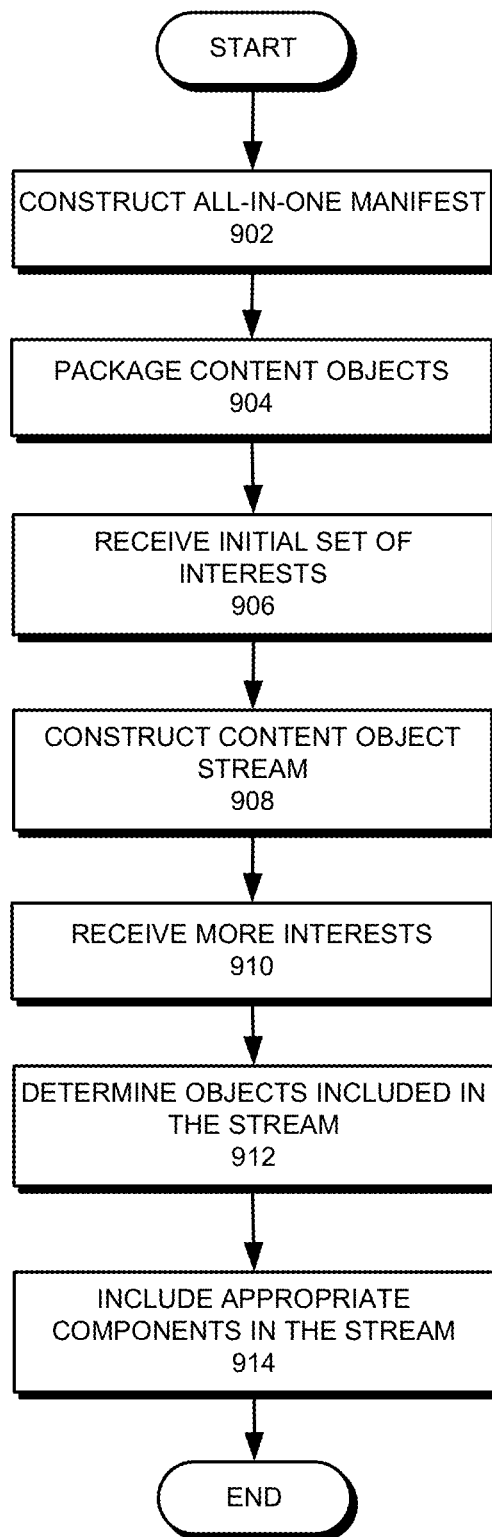 START
CONSTRUCT ALL-IN-ONE MANIFEST
902
PACKAGE CONTENT OBJECTS
904
RECEIVE INITIAL SET OF
INTERESTS
906
CONSTRUCT CONTENT OBJECT
STREAM
908
RECEIVE MORE INTERESTS
910
DETERMINE OBJECTS INCLUDED IN
THE STREAM
912
INCLUDE APPROPRIATE
COMPONENTS IN THE STREAM
914
END